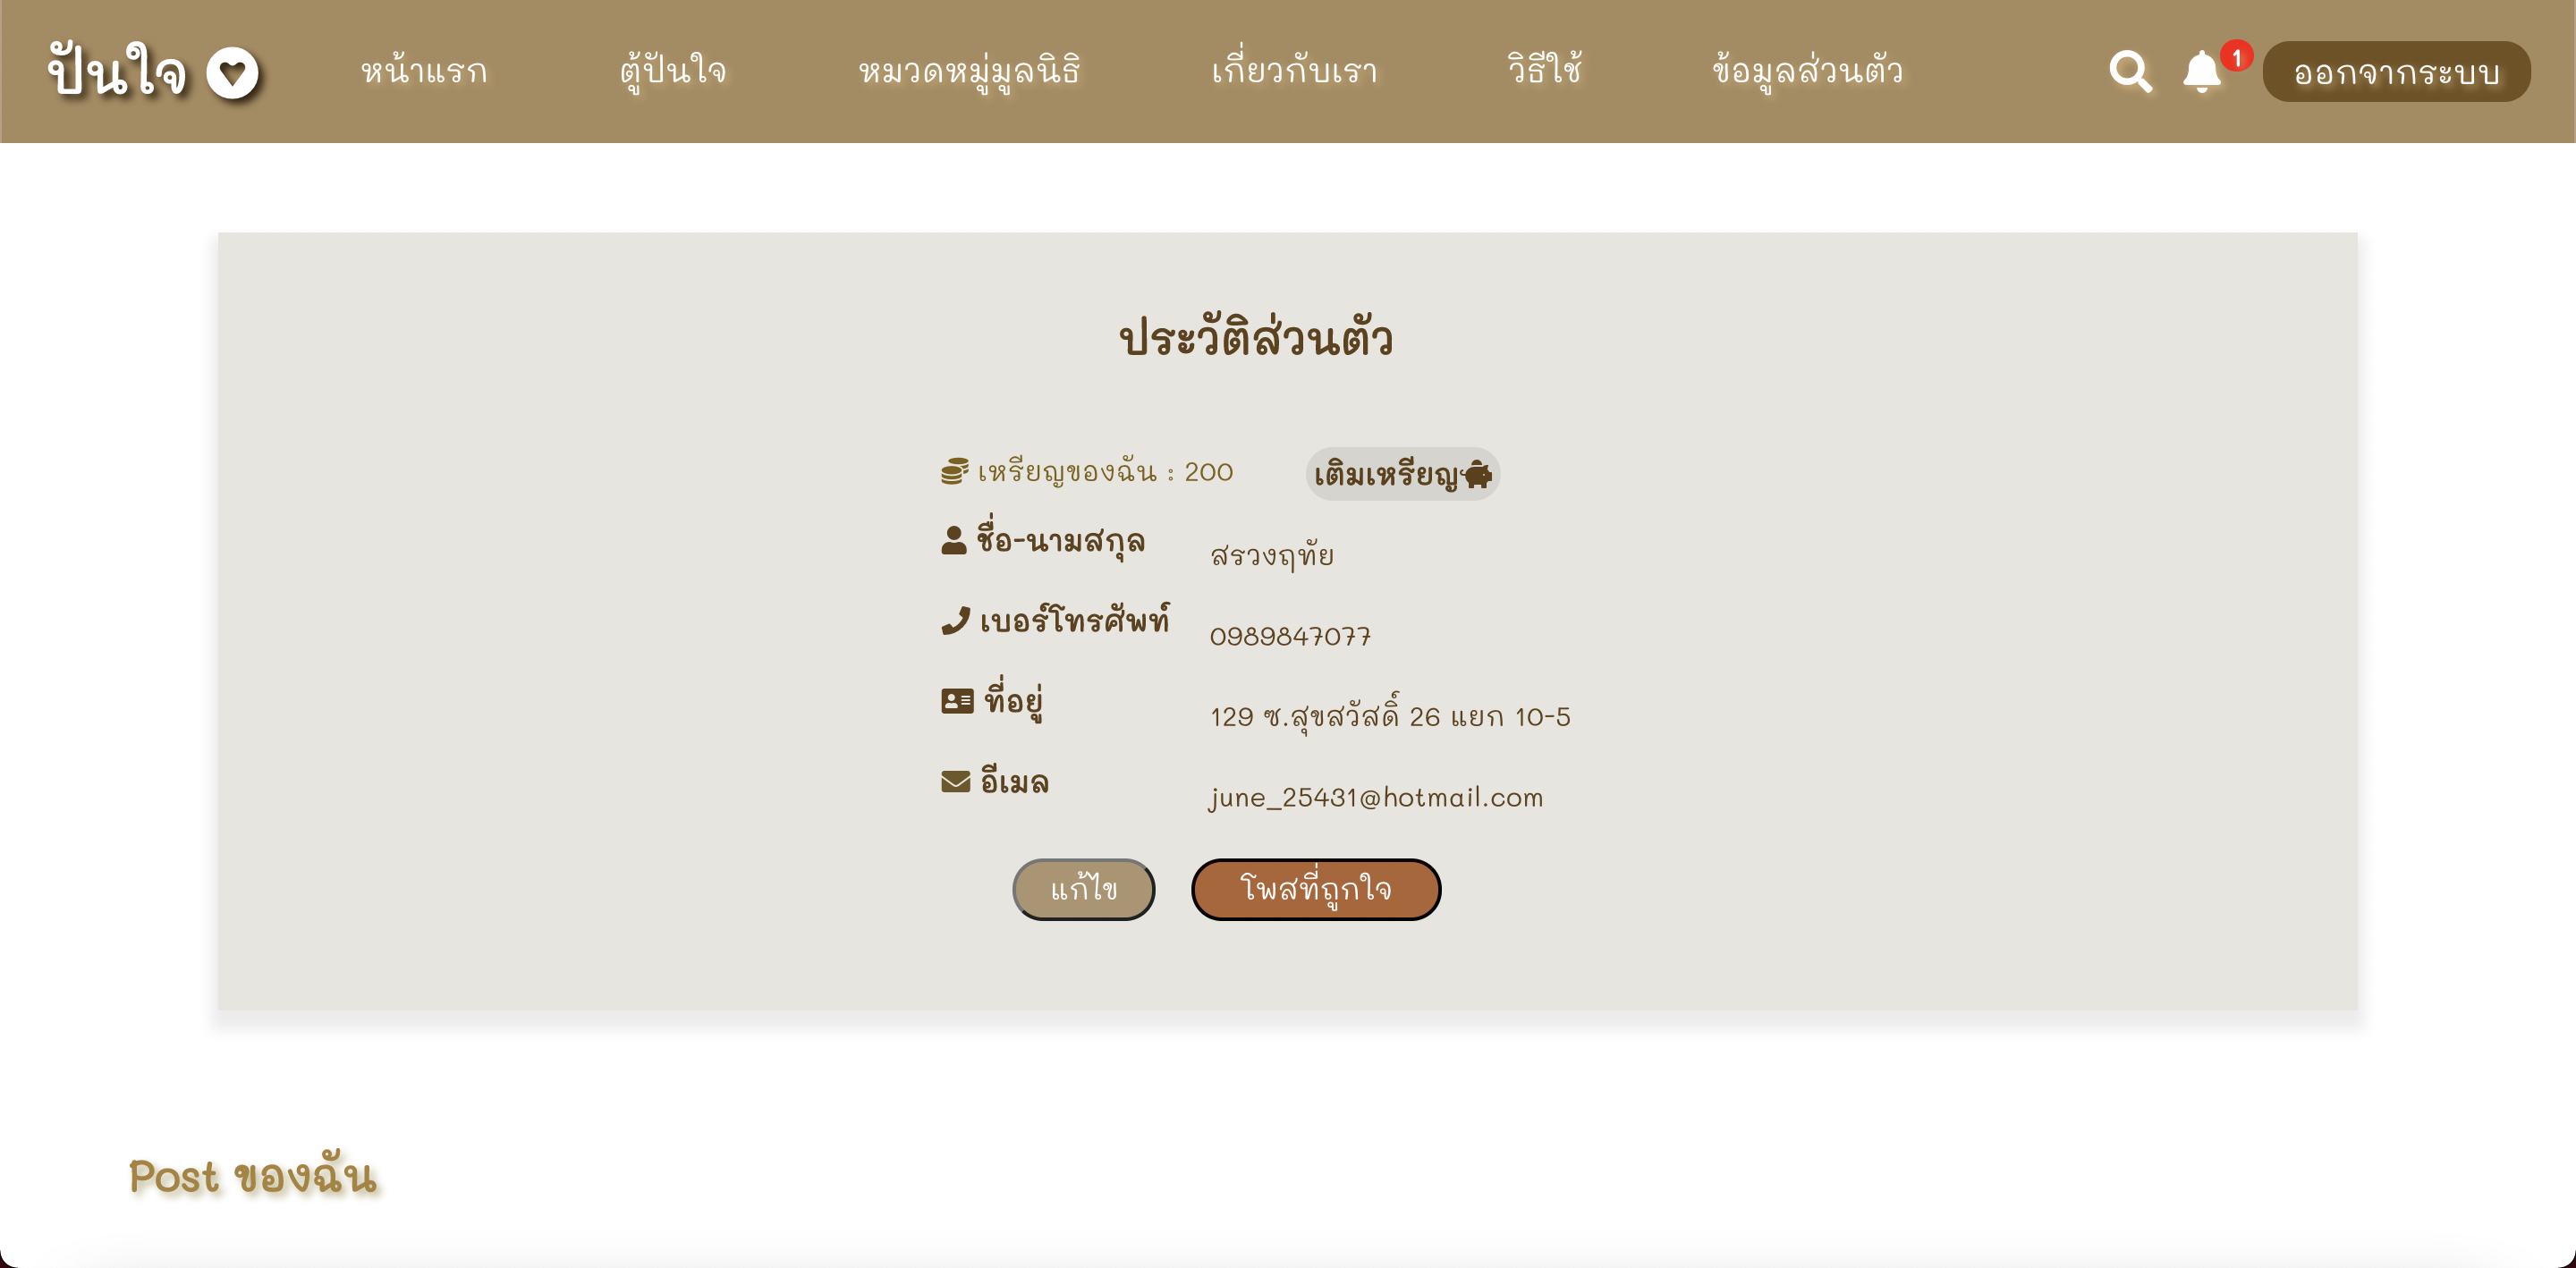 ปันใจ หน้าแรก ตู้ปันใจ หมวดหมู่มูลนิธิ เกี่ยวกับเรา วิธีใช้ ข้อมูลส่วนตัว 1 ออกจากระบบ
ประวัติส่วนตัว
เหรียญของฉัน : 200 เติมเหรียญ
ชื่อ-นามสกุล สรวงฤทัย
เบอร์โทรศัพท์ 0989847077
ที่อยู่ 129 ซ.สุขสวัสดิ์ 26 แยก 10-5
อีเมล june_25431@hotmail.com
แก้ไข โพสที่ถูกใจ
Post ของฉัน